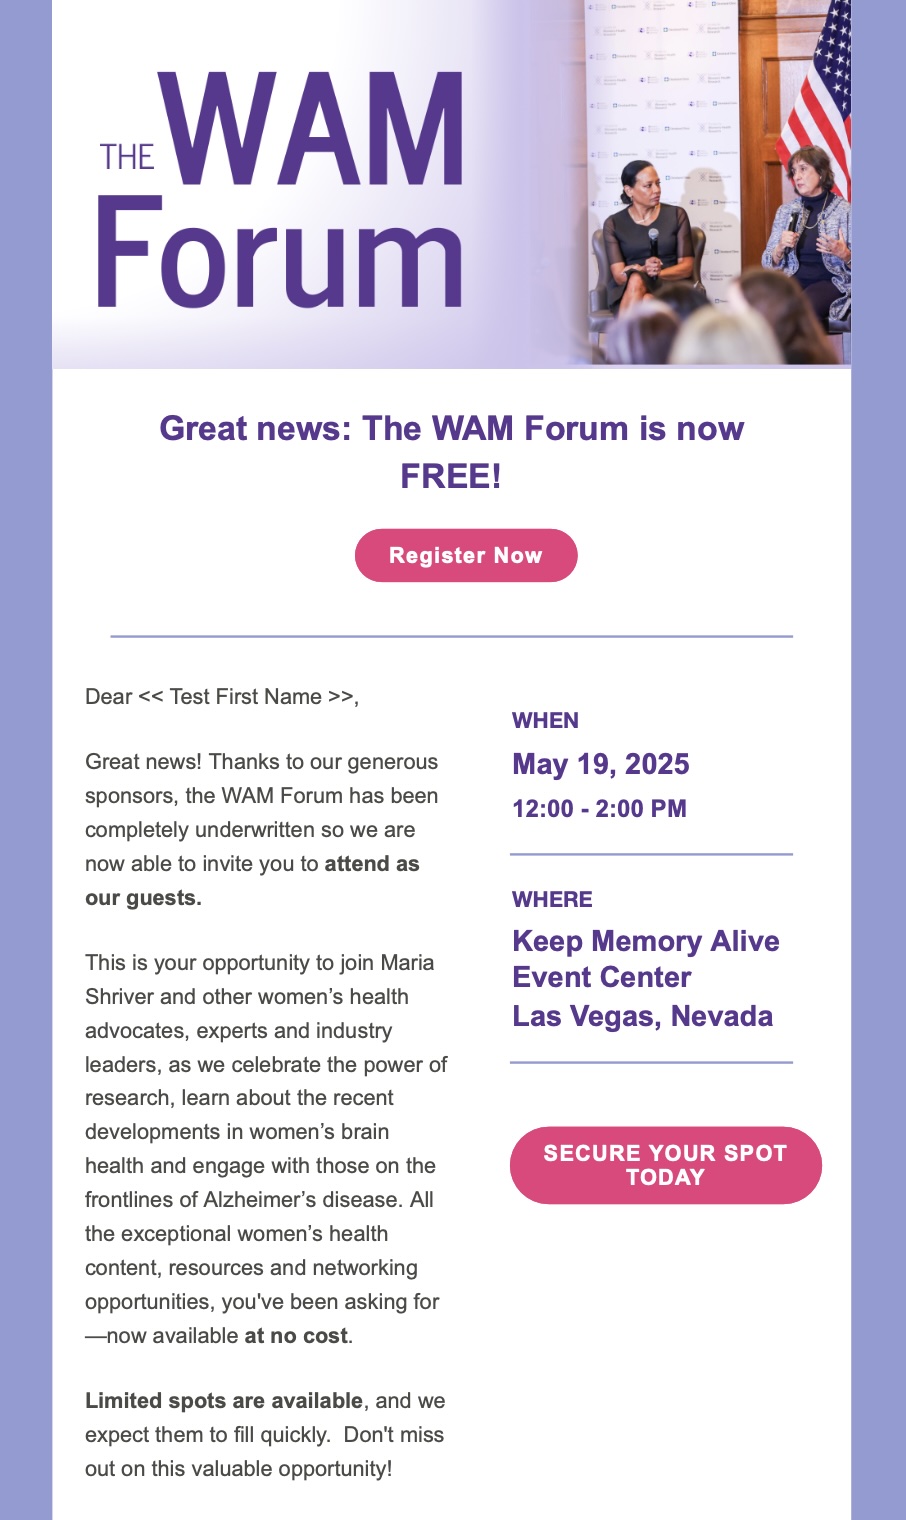 THE WAM
Forum
Great news: The WAM Forum is now
FREE!
Register Now
Dear << Test First Name >>,
Great news! Thanks to our generous
sponsors, the WAM Forum has been
completely underwritten so we are
now able to invite you to attend as
our guests.
This is your opportunity to join Maria
Shriver and other women’s health
advocates, experts and industry
leaders, as we celebrate the power of
research, learn about the recent
developments in women’s brain
health and engage with those on the
frontlines of Alzheimer’s disease. All
the exceptional women’s health
content, resources and networking
opportunities, you've been asking for
—now available at no cost.
Limited spots are available, and we
expect them to fill quickly.  Don't miss
out on this valuable opportunity!
WHEN
May 19, 2025
12:00 - 2:00 PM
WHERE
Keep Memory Alive
Event Center
Las Vegas, Nevada
SECURE YOUR SPOT
TODAY